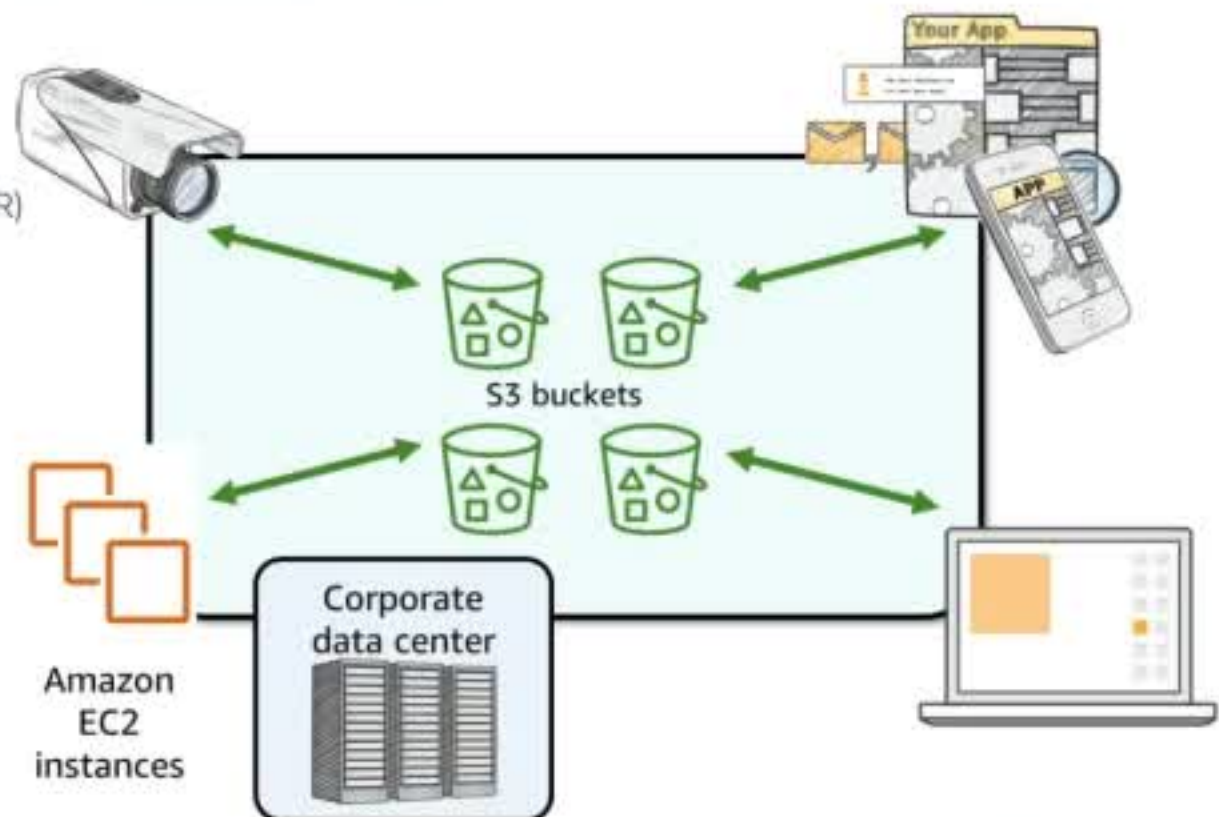 Your App
R)
APP
S3 buckets
Corporate
data center
Amazon
EC2
instances